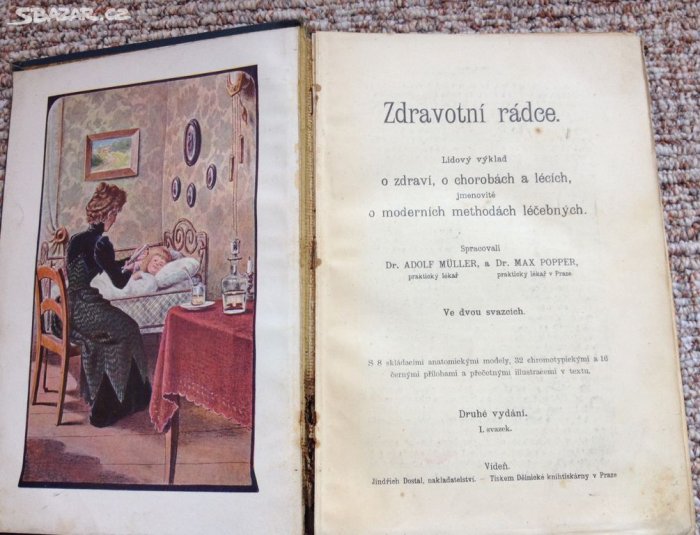 SBAZAR.CZ
Zdravotní rádce.
Lidový výklad
o zdraví, o chorobách a lécích,
jmenovitě
o moderních methodách léčebných.
Spracovali
Dr. ADOLF MÜLLER, a Dr. MAX POPPER,
praktický lékař praktický lékař v Praze
Ve dvou svazcích.
S 8 skládacími anatomickými modely, 32 chromotypickými a 16
černými přílohami a přečetnými illustracemi v textu.
Druhé vydání.
I. svazek.
Vídeň.
Jindřich Dostal, nakladatelství. – Tiskem Dělnické knihtiskárny v Praze